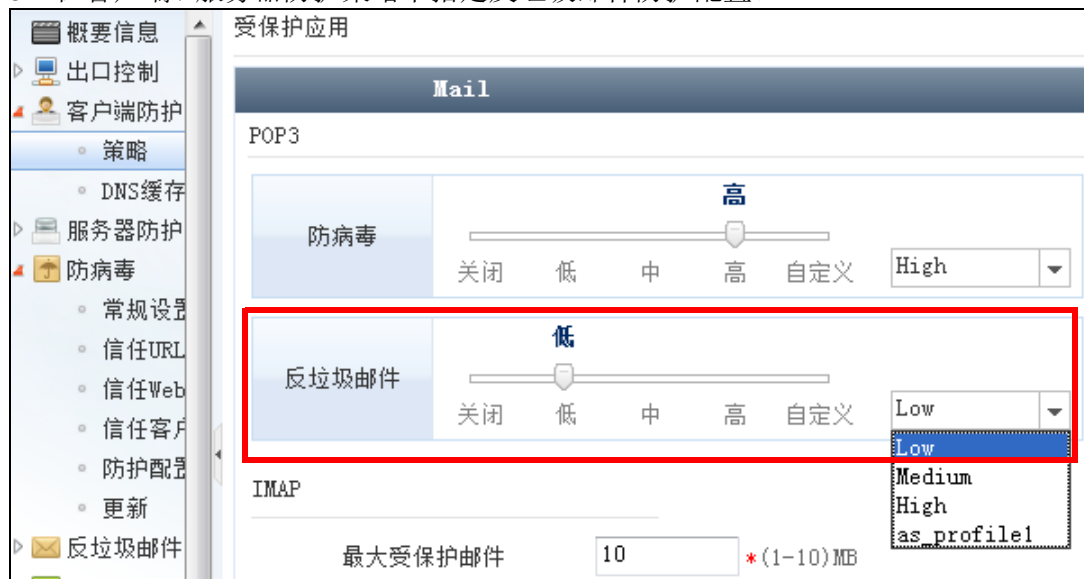 概要信息
出口控制
客户端防护
策略
DNS缓存
服务器防护
防病毒
常规设置
信任URL
信任Web
信任客户
防护配置
更新
反垃圾邮件
受保护应用
Mail
POP3
高
防病毒
关闭 低 中 高 自定义
High
低
反垃圾邮件
关闭 低 中 高 自定义
Low
Low
Medium
High
as_profile1
IMAP
最大受保护邮件 10 *(1-10)MB